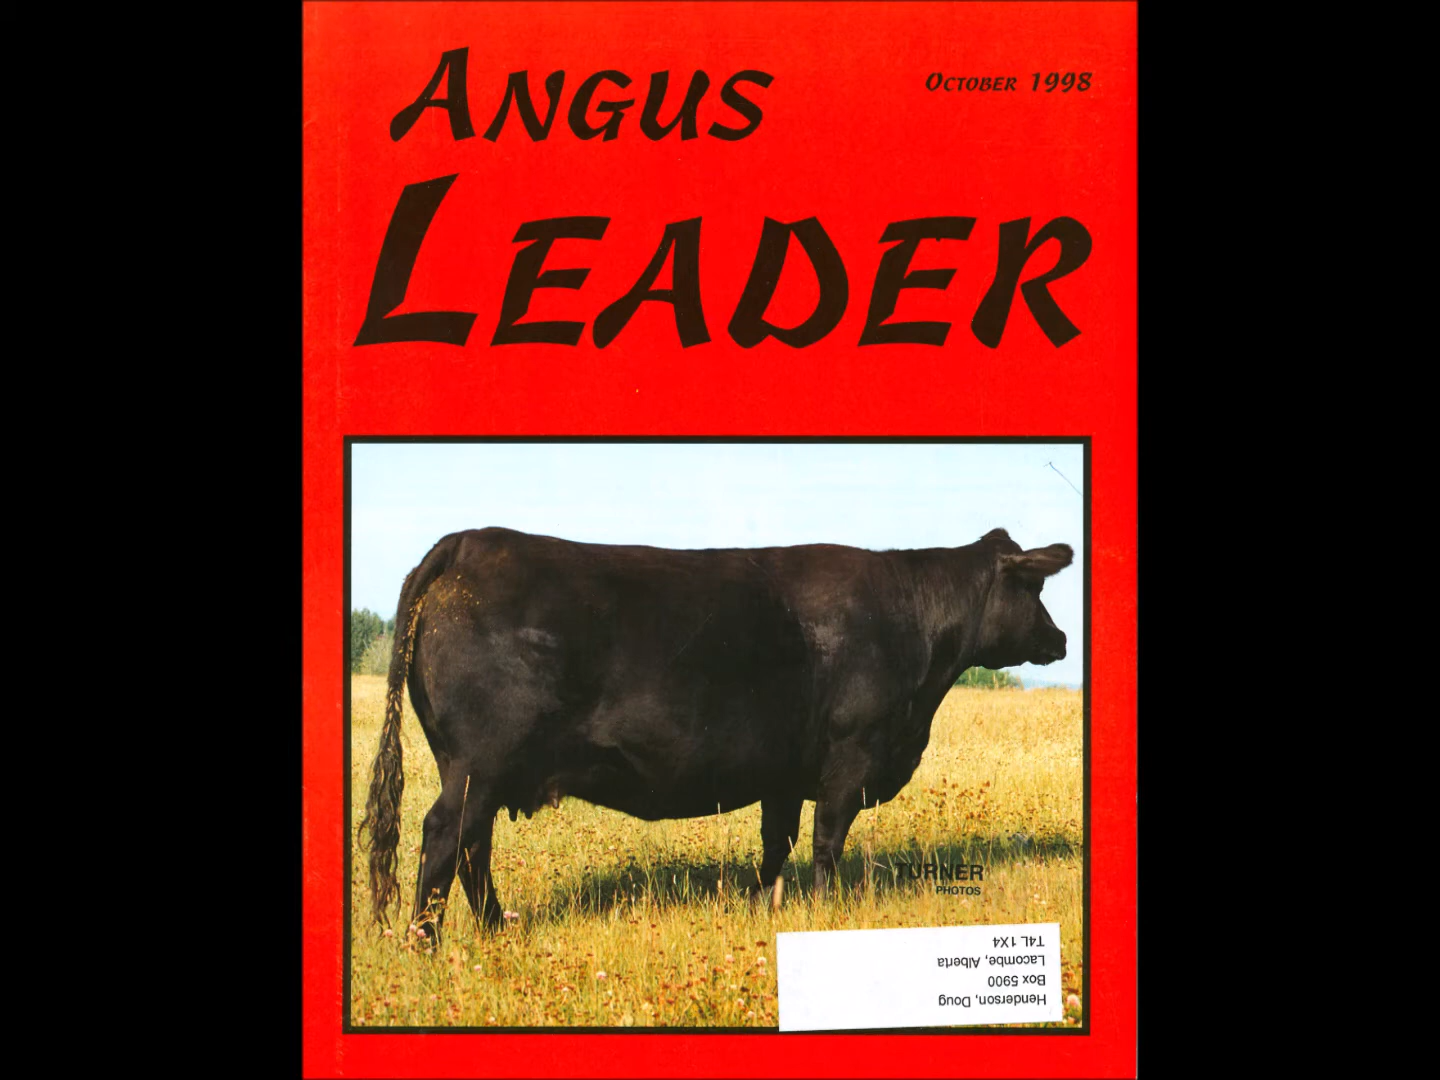 ANGUS
OCTOBER 1998
LEADER
TURNER
PHOTOS
Henderson, Doug
Box 5900
Lacombe, Alberta
T4L 1X4